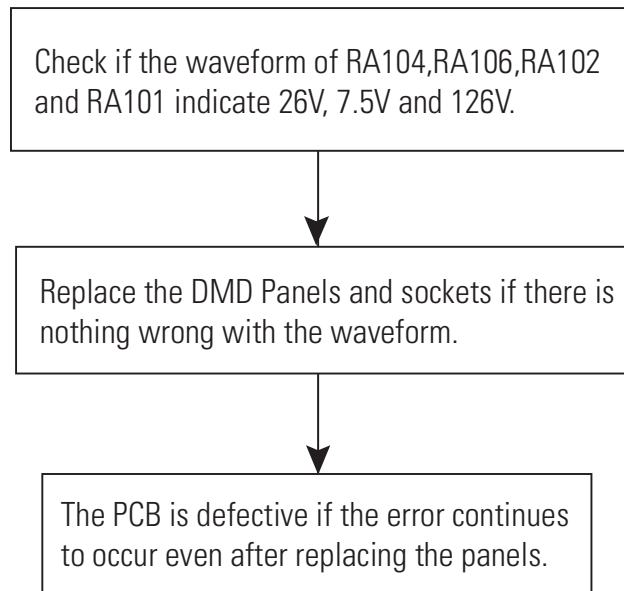 Check if the waveform of RA104,RA106,RA102
and RA101 indicate 26V, 7.5V and 126V.
Replace the DMD Panels and sockets if there is
nothing wrong with the waveform.
The PCB is defective if the error continues
to occur even after replacing the panels.